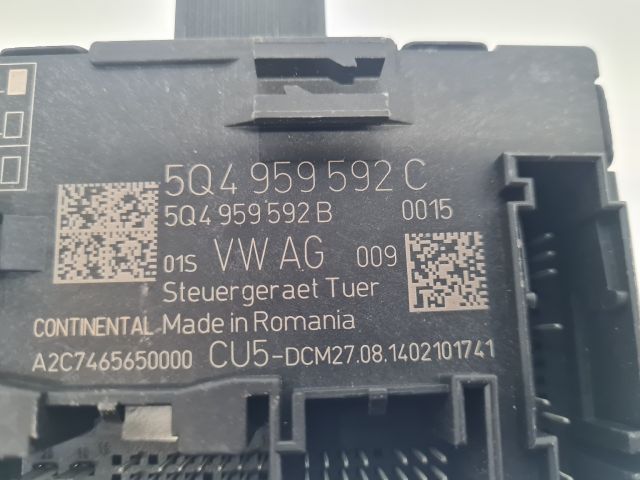 5Q4 959 592 C
5Q4 959 592 B 0015
01S VW AG 009
Steuergeraet Tuer
CONTINENTAL Made in Romania
A2C7465650000 CU5-DCM27.08.1402101741